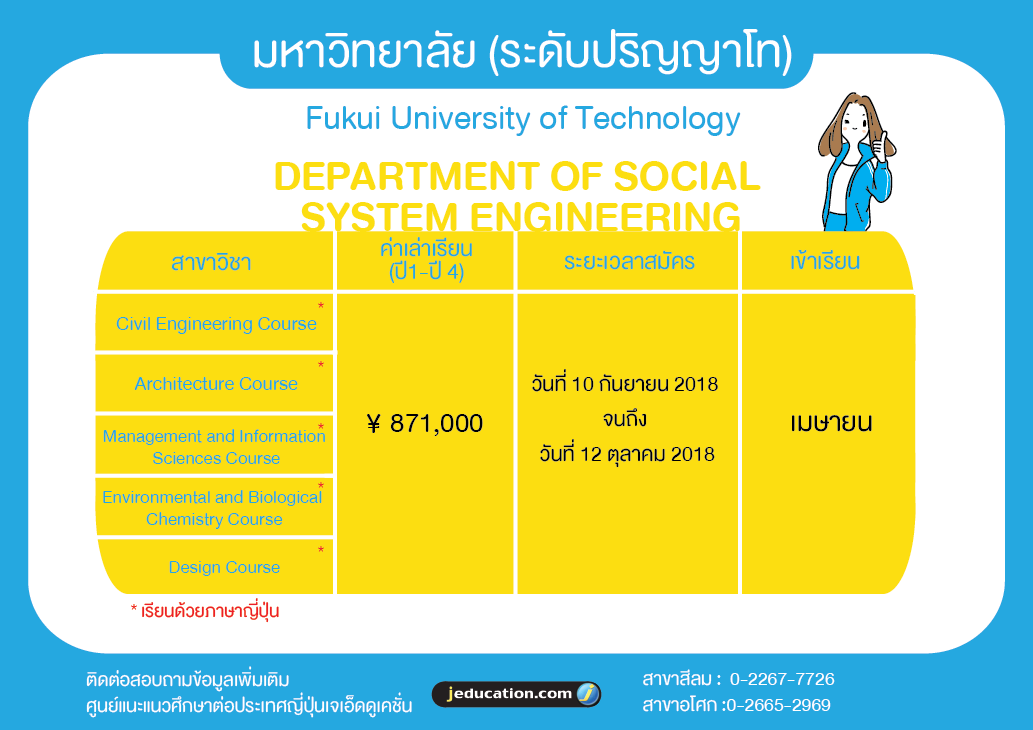 มหาวิทยาลัย (ระดับปริญญาโท)
Fukui University of Technology
DEPARTMENT OF SOCIAL
SYSTEM ENGINEERING
สาขาวิชา
ค่าเล่าเรียน
(ปี1-ปี 4)
ระยะเวลาสมัคร
เข้าเรียน
Civil Engineering Course *
Architecture Course *
Management and Information *
Sciences Course
Environmental and Biological *
Chemistry Course
Design Course *
¥ 871,000
วันที่ 10 กันยายน 2018
จนถึง
วันที่ 12 ตุลาคม 2018
เมษายน
* เรียนด้วยภาษาญี่ปุ่น
ติดต่อสอบถามข้อมูลเพิ่มเติม
ศูนย์แนะแนวศึกษาต่อประเทศญี่ปุ่นเจเอ็ดดูเคชั่น
jeducation.com j
สาขาสีลม : 0-2267-7726
สาขาอโศก :0-2665-2969